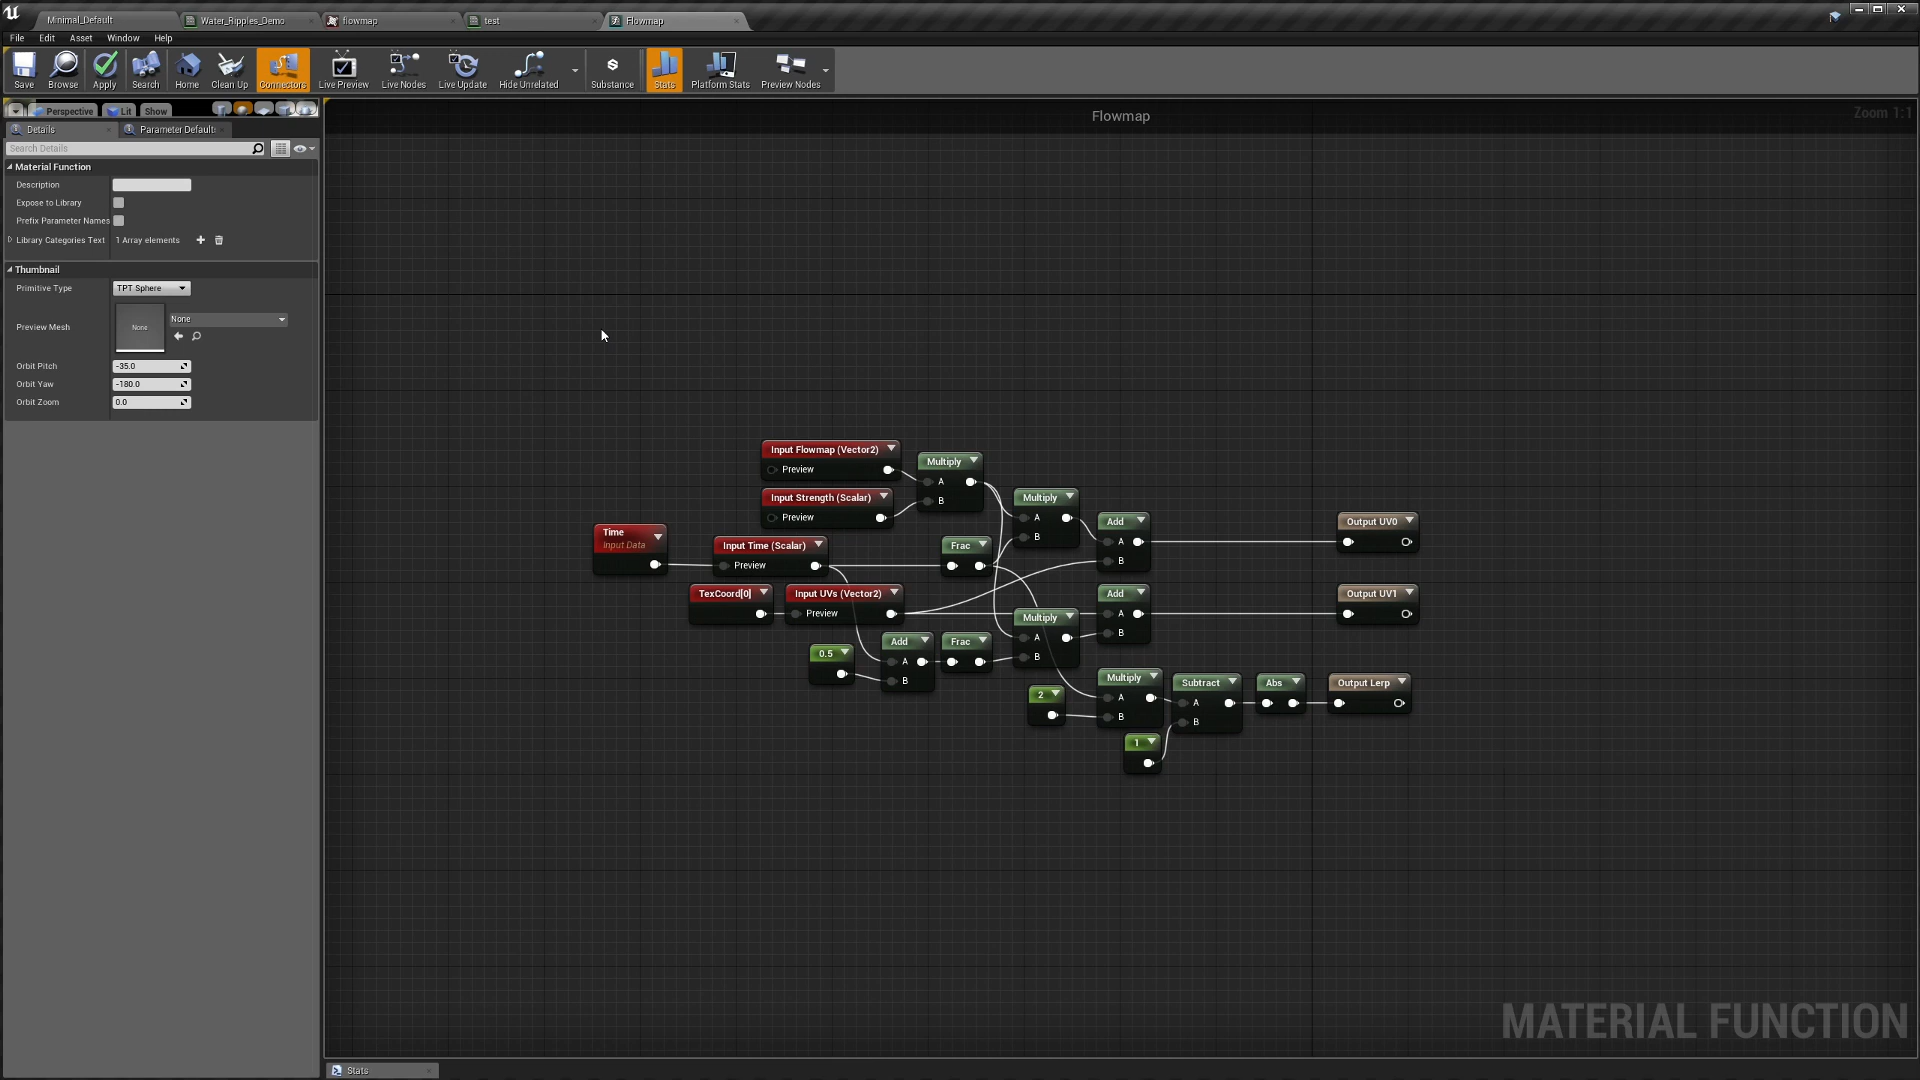 Minimal_Default
Water_Ripples_Demo
flowmap
test
Flowmap
File Edit Asset Window Help
Save Browse Apply Search Home Clean Up Connectors Live Preview Live Nodes Live Update Hide Unrelated Substance Stats Platform Stats Preview Nodes
Perspective Lit Show
Details
Parameter Default
Search Details
Material Function
Description
Expose to Library
Prefix Parameter Names
Library Categories Text 1 Array elements
Thumbnail
Primitive Type TPT Sphere
Preview Mesh None None
Orbit Pitch -35.0
Orbit Yaw -180.0
Orbit Zoom 0.0
Flowmap
Zoom 1:1
Input Flowmap (Vector2)
Preview
Multiply
A
B
Input Strength (Scalar)
Preview
Multiply
A
B
Time
Input Data
Input Time (Scalar)
Preview
Frac
Add
A
B
Output UV0
TexCoord[0]
Input UVs (Vector2)
Preview
Add
A
B
Output UV1
Multiply
A
B
0.5
Add
A
B
Frac
2
Multiply
A
B
Subtract
A
B
Abs
Output Lerp
1
MATERIAL FUNCTION
Stats